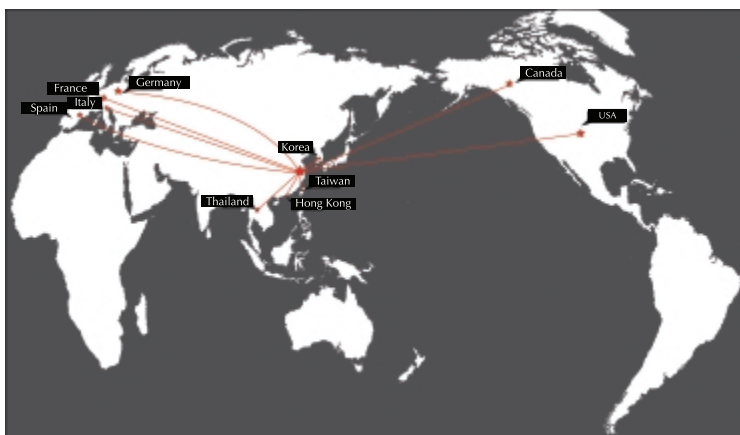 Canada
Germany
France
Italy
Spain
USA
Korea
Taiwan
Thailand
Hong Kong